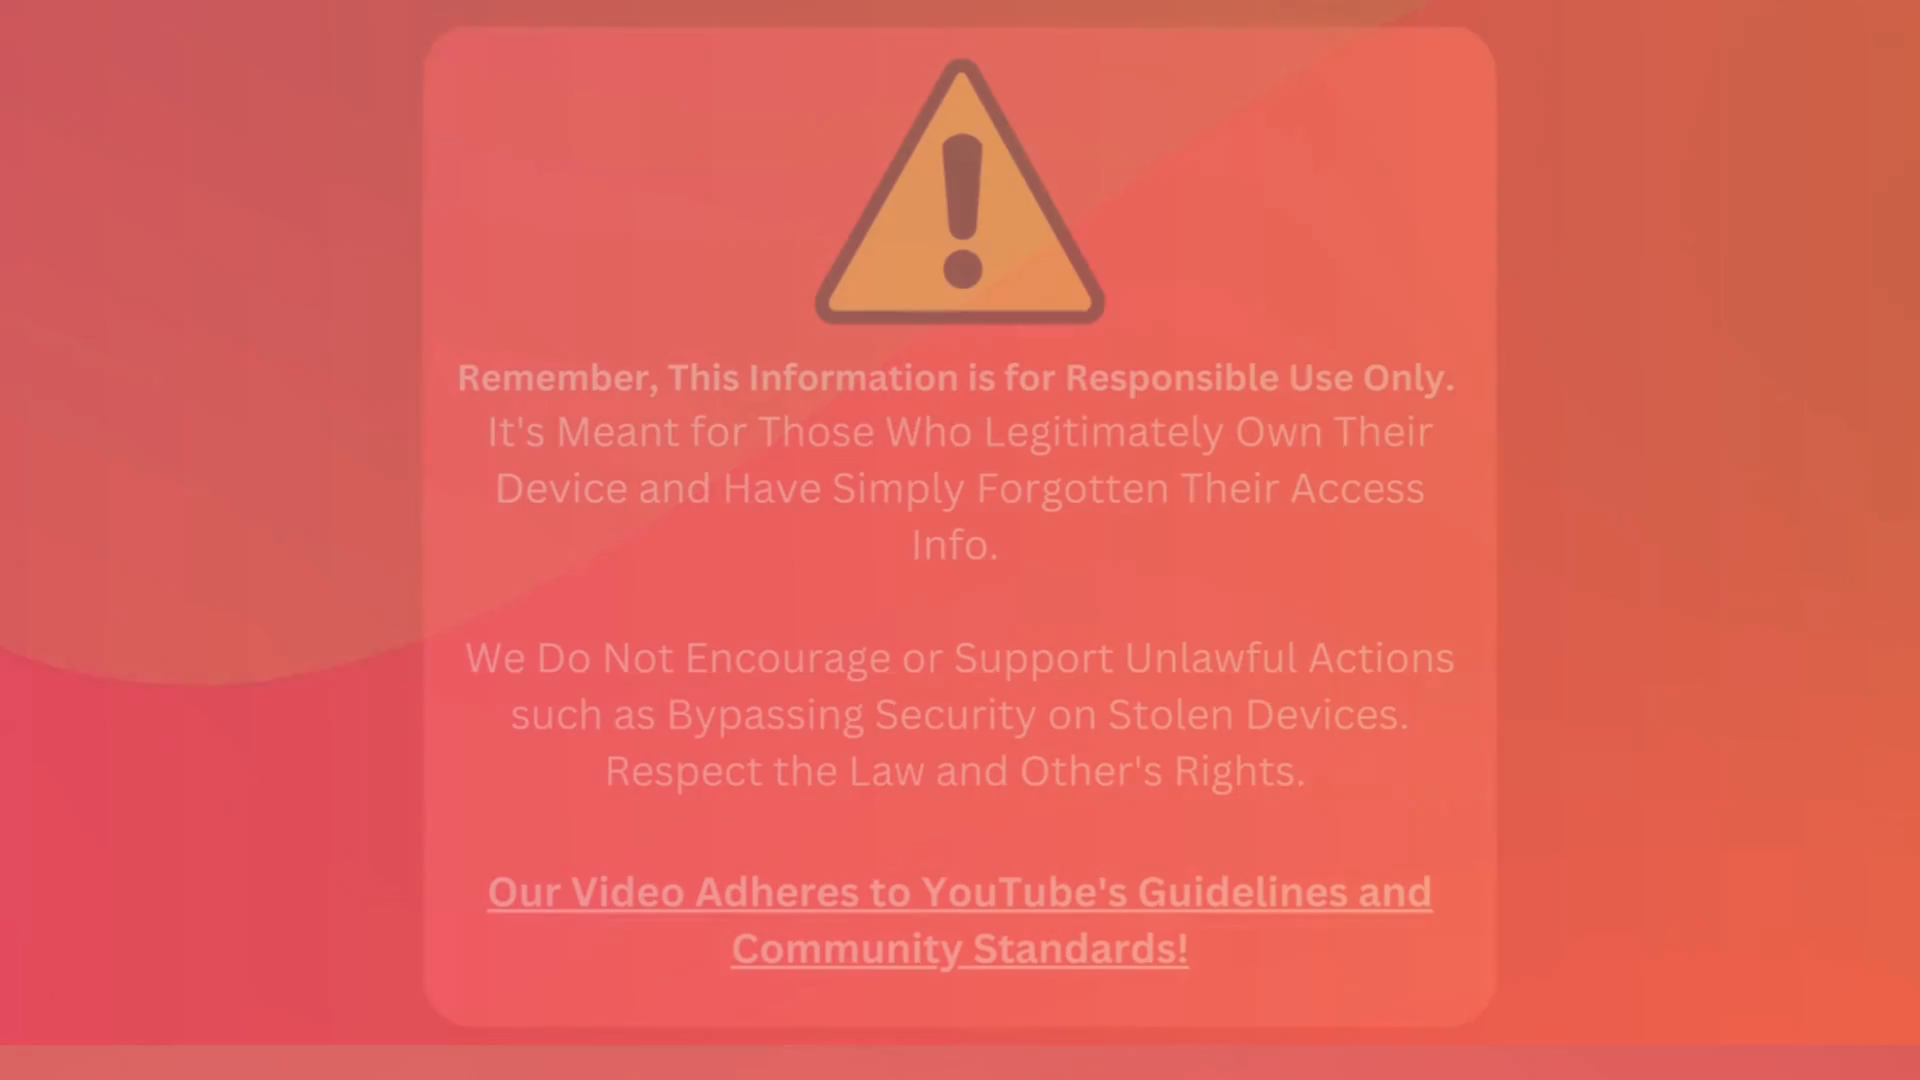 Remember, This Information is for Responsible Use Only.
It's Meant for Those Who Legitimately Own Their
Device and Have Simply Forgotten Their Access
Info.
We Do Not Encourage or Support Unlawful Actions
such as Bypassing Security on Stolen Devices.
Respect the Law and Other's Rights.
Our Video Adheres to YouTube's Guidelines and
Community Standards!